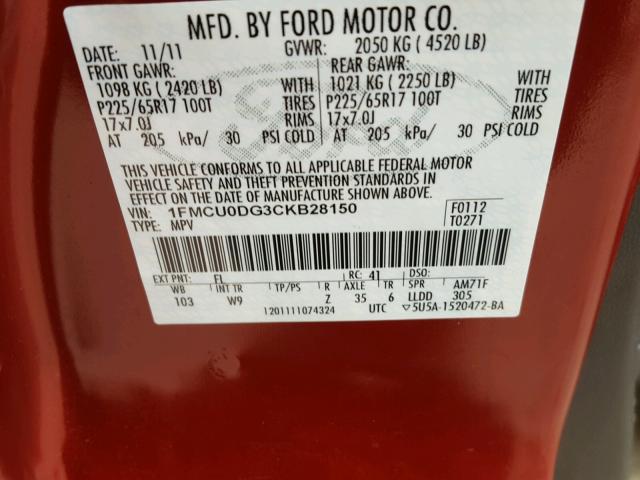 MFD. BY FORD MOTOR CO.
DATE: 11/11 GVWR: 2050 KG ( 4520 LB)
FRONT GAWR: REAR GAWR:
1098 KG ( 2420 LB) WITH 1021 KG ( 2250 LB) WITH
P225/65R17 100T TIRES P225/65R17 100T TIRES
17x7.0J RIMS 17x7.0J RIMS
AT 205 kPa/ 30 PSI COLD AT 205 kPa/ 30 PSI COLD
Ford
THIS VEHICLE CONFORMS TO ALL APPLICABLE FEDERAL MOTOR
VEHICLE SAFETY AND THEFT PREVENTION STANDARDS IN
EFFECT ON THE DATE OF MANUFACTURE SHOWN ABOVE.
VIN: 1FMCU0DG3CKB28150 F0112
TYPE: MPV T0271
EXT PNT: FL RC: 41 DSO:
WB INT TR TP/PS R AXLE TR SPR AM71F
103 W9 Z 35 6 LLDD 305
1201111074324 UTC ▽5U5A-1520472-BA